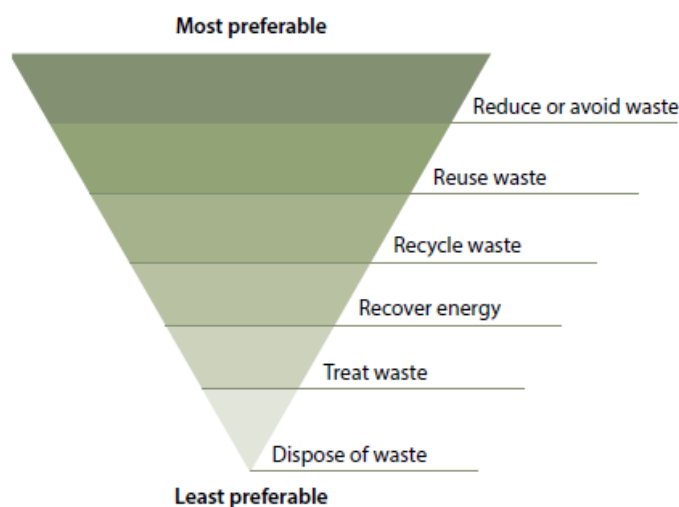 Most preferable
Reduce or avoid waste
Reuse waste
Recycle waste
Recover energy
Treat waste
Dispose of waste
Least preferable